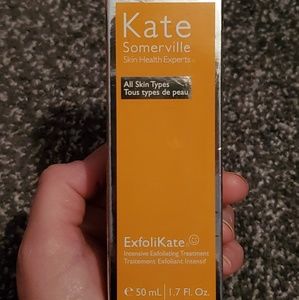 Kate
Somerville
Skin Health Experts
All Skin Types
Tous types de peau
ExfoliKate
Intensive Exfoliating Treatment
Traitement Exfoliant Intensif
℮ 50 mL 1.7 Fl. Oz.